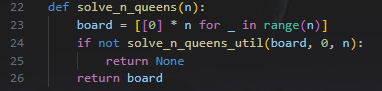 22 def solve_n_queens(n):
23     board = [[0] * n for _ in range(n)]
24     if not solve_n_queens_util(board, 0, n):
25         return None
26     return board